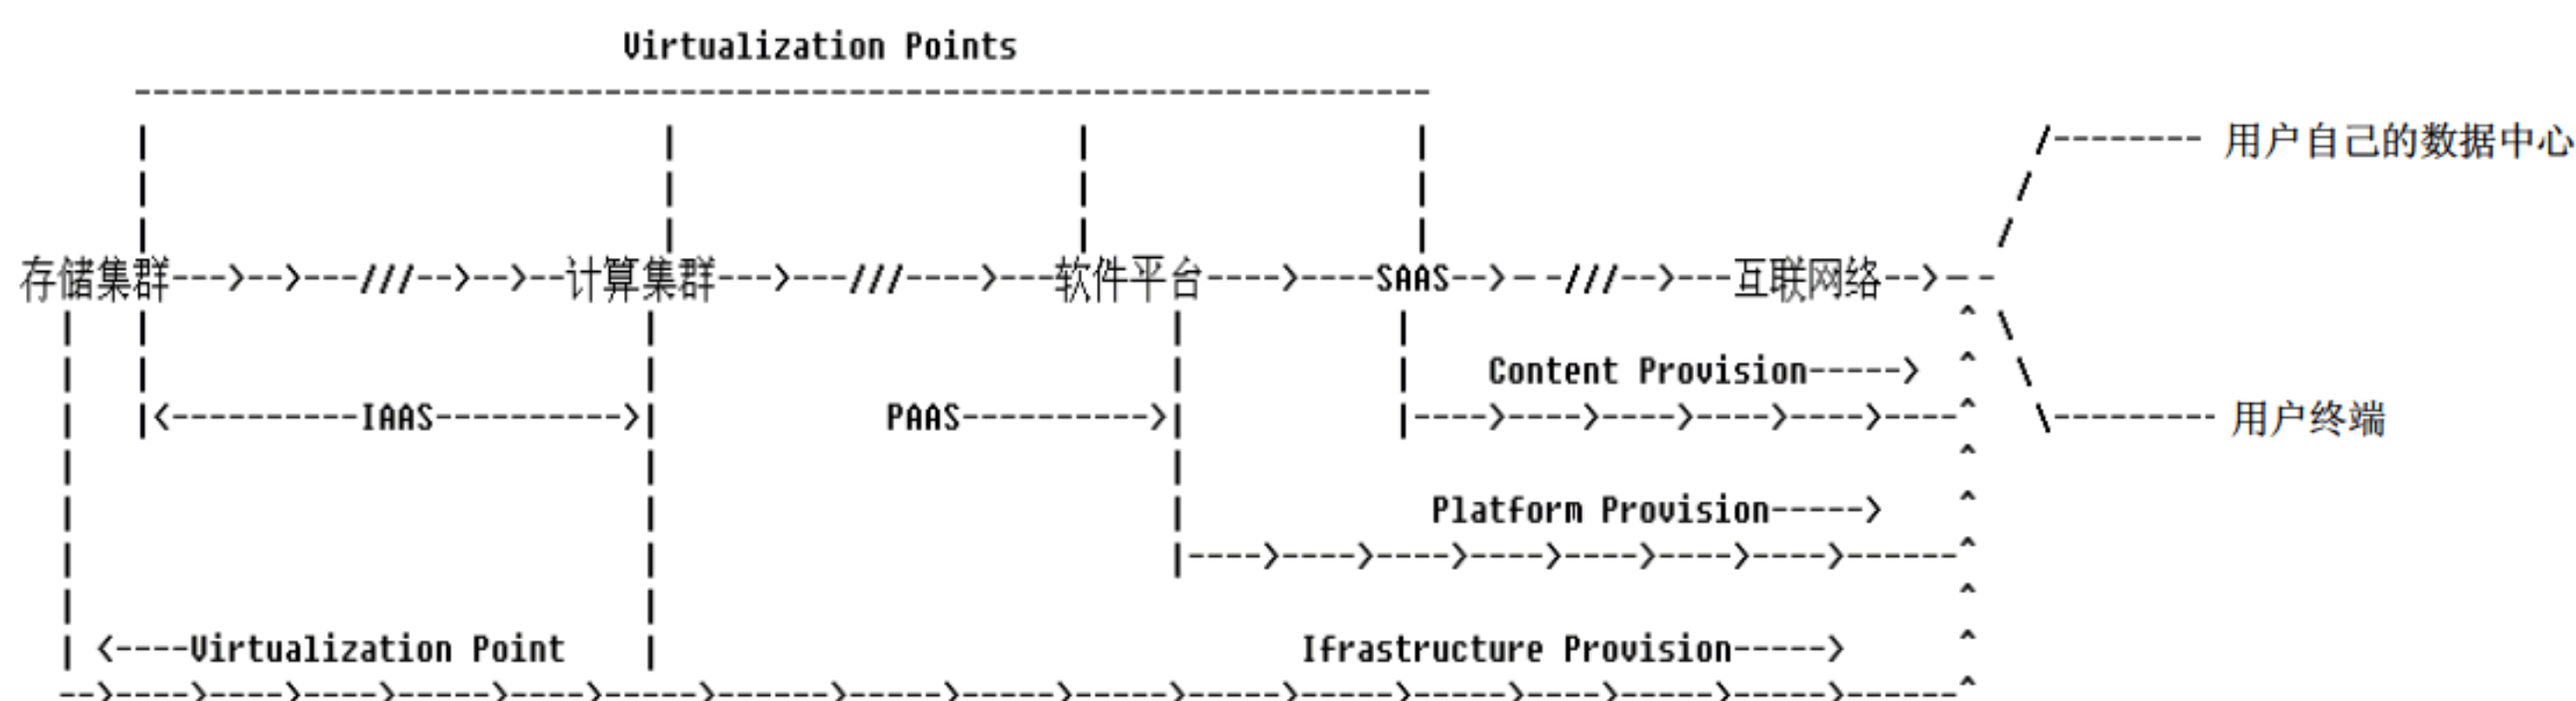 Virtualization Points
用户自己的数据中心
存储集群--->-->---///-->-->--计算集群--->---///---->---软件平台---->----SAAS-->---///-->---互联网络-->--
Content Provision----->
|<----------IAAS---------->| PAAS---------->| |---->---->---->---->----^ \--------- 用户终端
Platform Provision----->
|<----Virtualization Point | Ifrastructure Provision----->